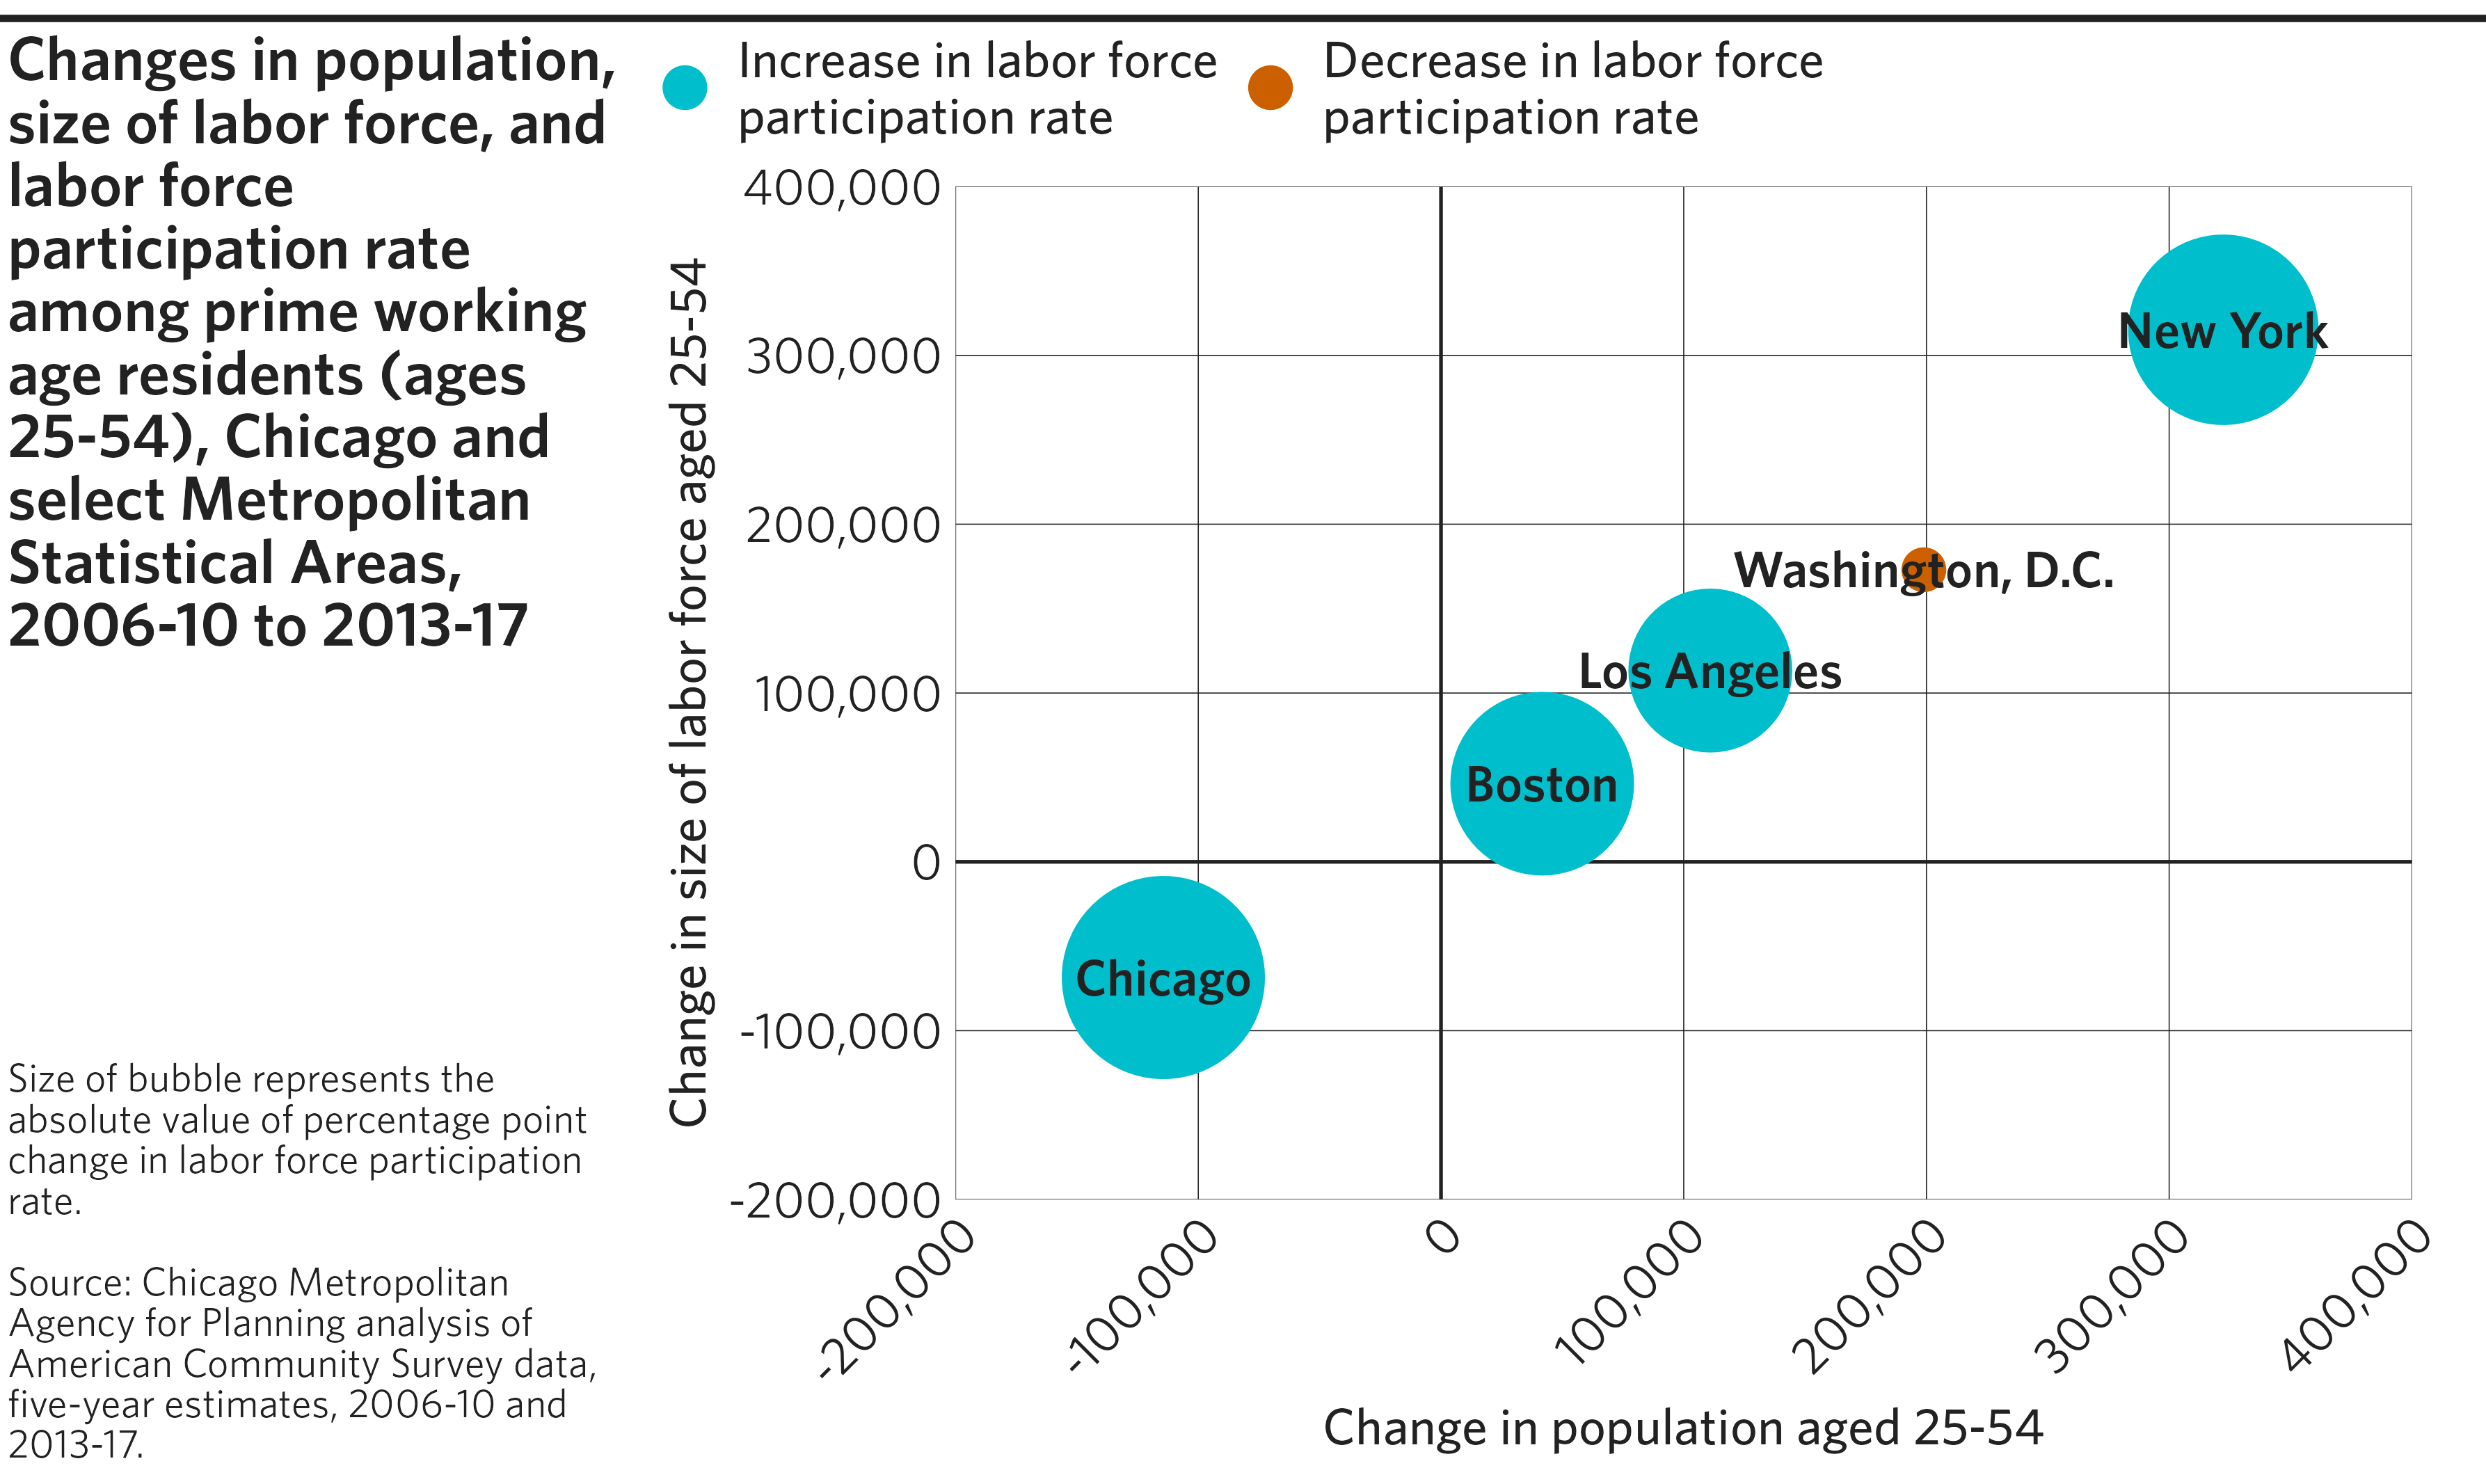 Changes in population,
size of labor force, and
labor force
participation rate
among prime working
age residents (ages
25-54), Chicago and
select Metropolitan
Statistical Areas,
2006-10 to 2013-17
Size of bubble represents the
absolute value of percentage point
change in labor force participation
rate.
Source: Chicago Metropolitan
Agency for Planning analysis of
American Community Survey data,
five-year estimates, 2006-10 and
2013-17.
Increase in labor force
participation rate
Decrease in labor force
participation rate
Change in size of labor force aged 25-54
400,000
300,000
200,000
100,000
0
-100,000
-200,000
New York
Washington, D.C.
Los Angeles
Boston
Chicago
-200,000
-100,000
0
100,000
200,000
300,000
400,000
Change in population aged 25-54